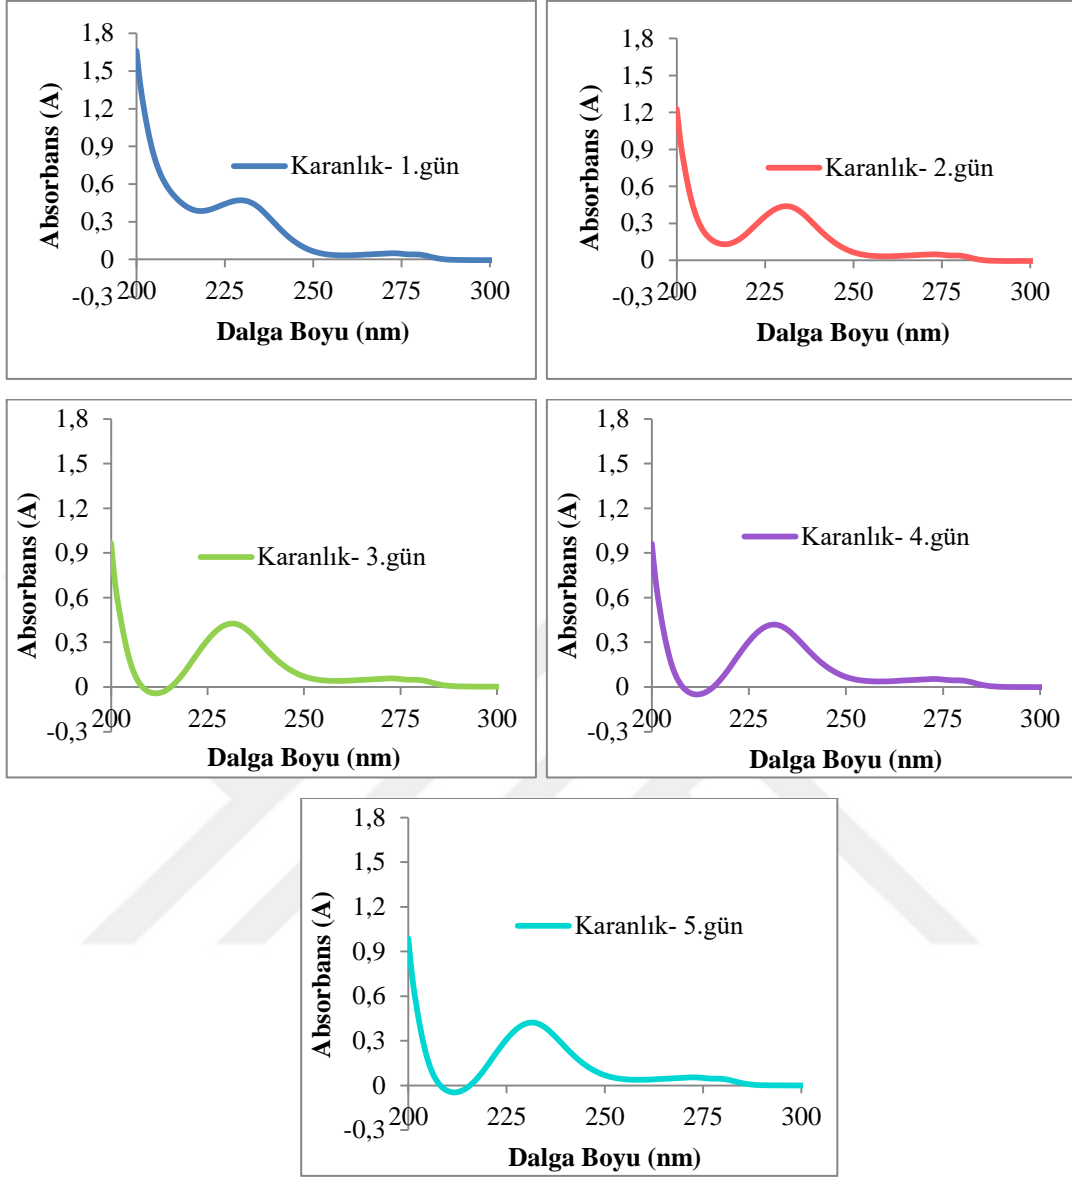 1,8
1,5
1,2
0,9
0,6
0,3
0
-0,3
Absorbans (A)
Karanlık- 1.gün
200 225 250 275 300
Dalga Boyu (nm)
1,8
1,5
1,2
0,9
0,6
0,3
0
-0,3
Absorbans (A)
Karanlık- 2.gün
200 225 250 275 300
Dalga Boyu (nm)
1,8
1,5
1,2
0,9
0,6
0,3
0
-0,3
Absorbans (A)
Karanlık- 3.gün
200 225 250 275 300
Dalga Boyu (nm)
1,8
1,5
1,2
0,9
0,6
0,3
0
-0,3
Absorbans (A)
Karanlık- 4.gün
200 225 250 275 300
Dalga Boyu (nm)
1,8
1,5
1,2
0,9
0,6
0,3
0
-0,3
Absorbans (A)
Karanlık- 5.gün
200 225 250 275 300
Dalga Boyu (nm)